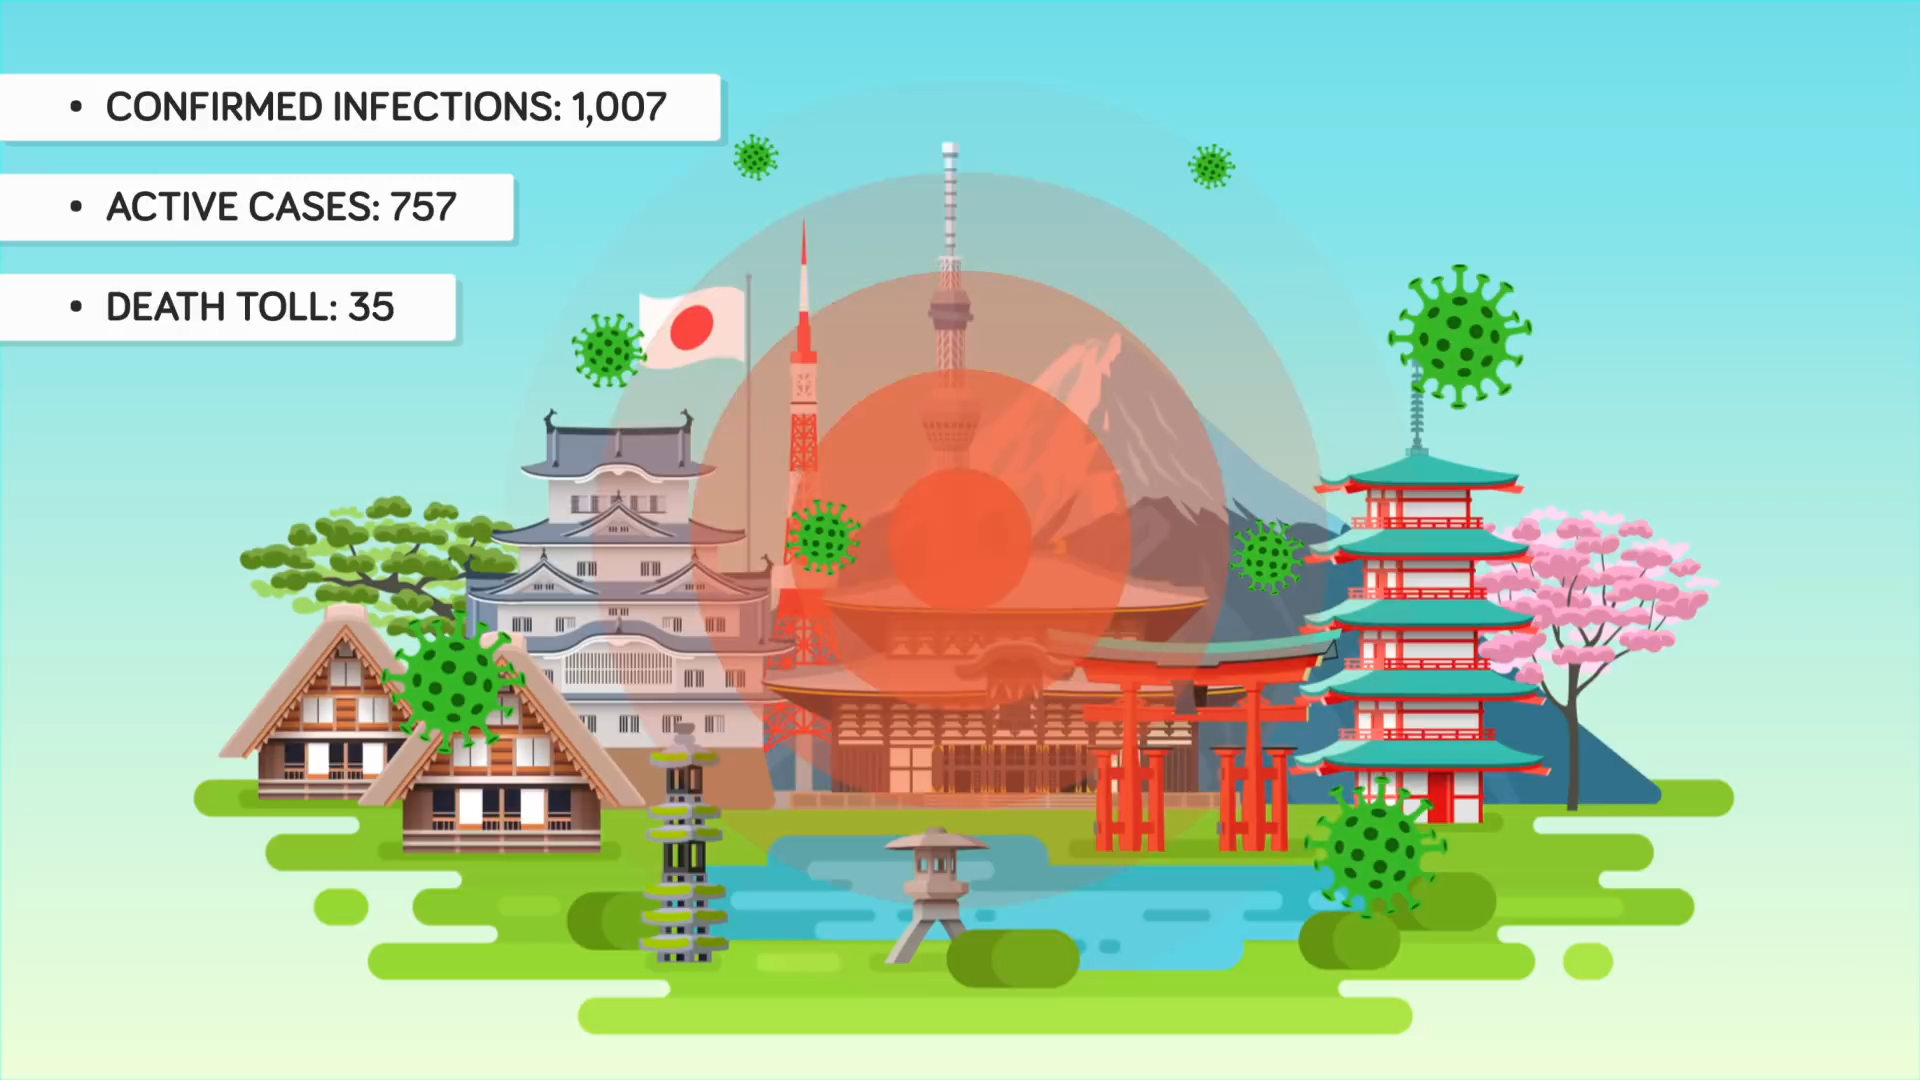 • CONFIRMED INFECTIONS: 1,007
• ACTIVE CASES: 757
• DEATH TOLL: 35